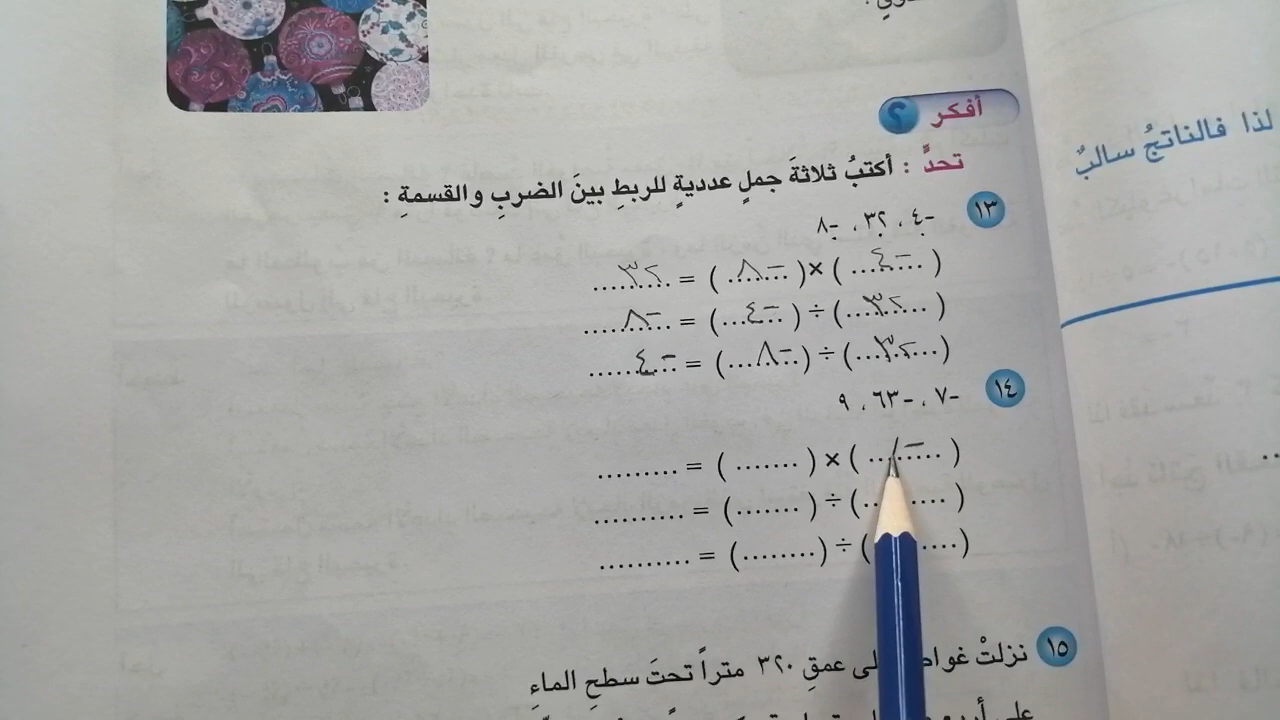 أفكر
تحدٍّ : أكتبُ ثلاثةَ جملٍ عدديةٍ للربطِ بينَ الضربِ والقسمةِ :
١٣
-٤ ، ٣٢ ، -٨
( -٤ ) × ( -٨ ) = ٣٢
( ٣٢ ) ÷ ( -٤ ) = -٨
( ٣٢ ) ÷ ( -٨ ) = -٤
١٤
-٧ ، -٦٣ ، ٩
( ......... ) × ( ....... ) = .........
( ......... ) ÷ ( ....... ) = ..........
( ......... ) ÷ ( ........ ) = ..........
١٥ نزلتْ عمقِ ٣٢٠ متراً تحتَ سطحِ الماءِ
لذا فالناتجُ سالبٌ